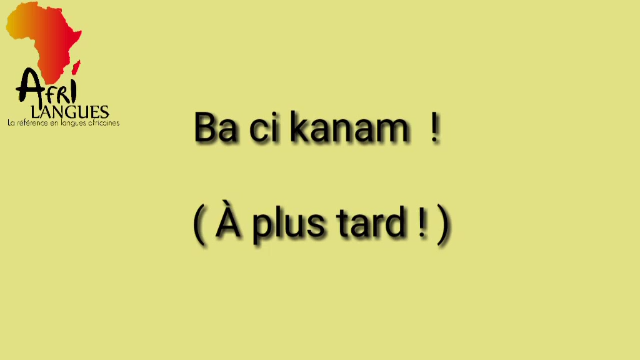 AFRI
LANGUES
La référence en langues africaines
Ba ci kanam !
( À plus tard ! )